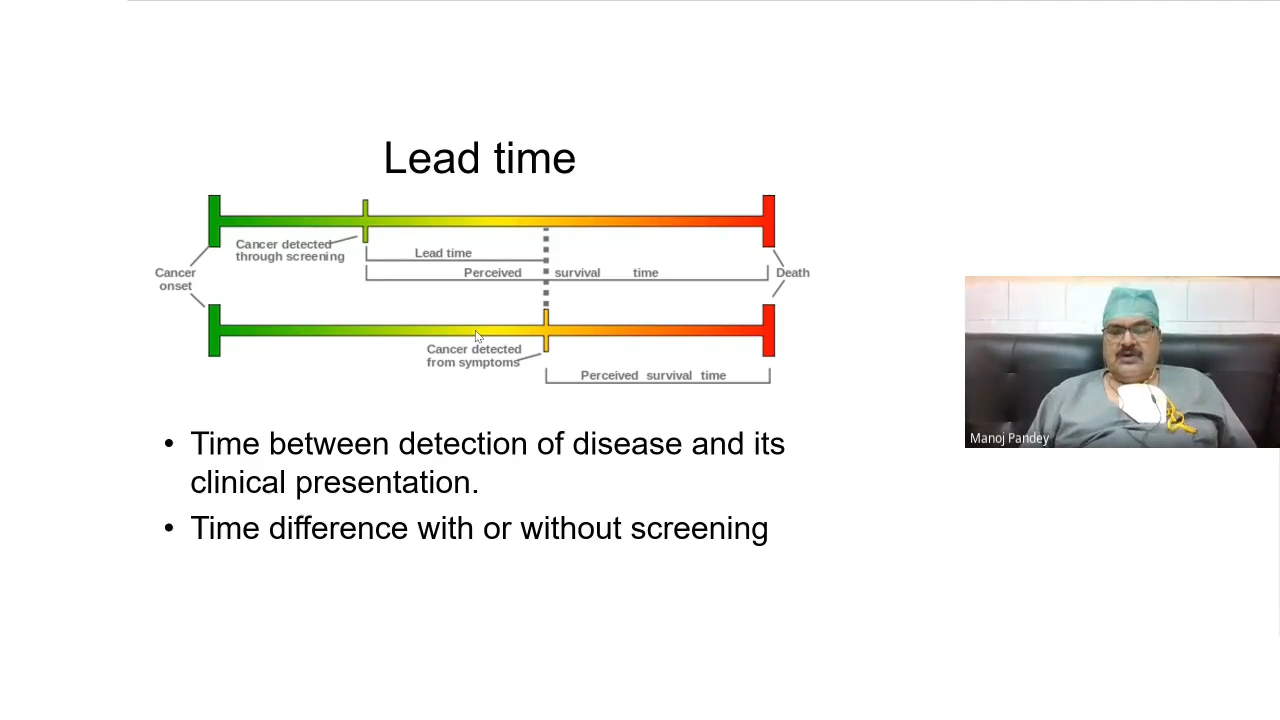 Lead time
Cancer detected
through screening
Lead time
Perceived survival time
Cancer
onset
Death
Cancer detected
from symptoms
Perceived survival time
• Time between detection of disease and its
clinical presentation.
• Time difference with or without screening
Manoj Pandey